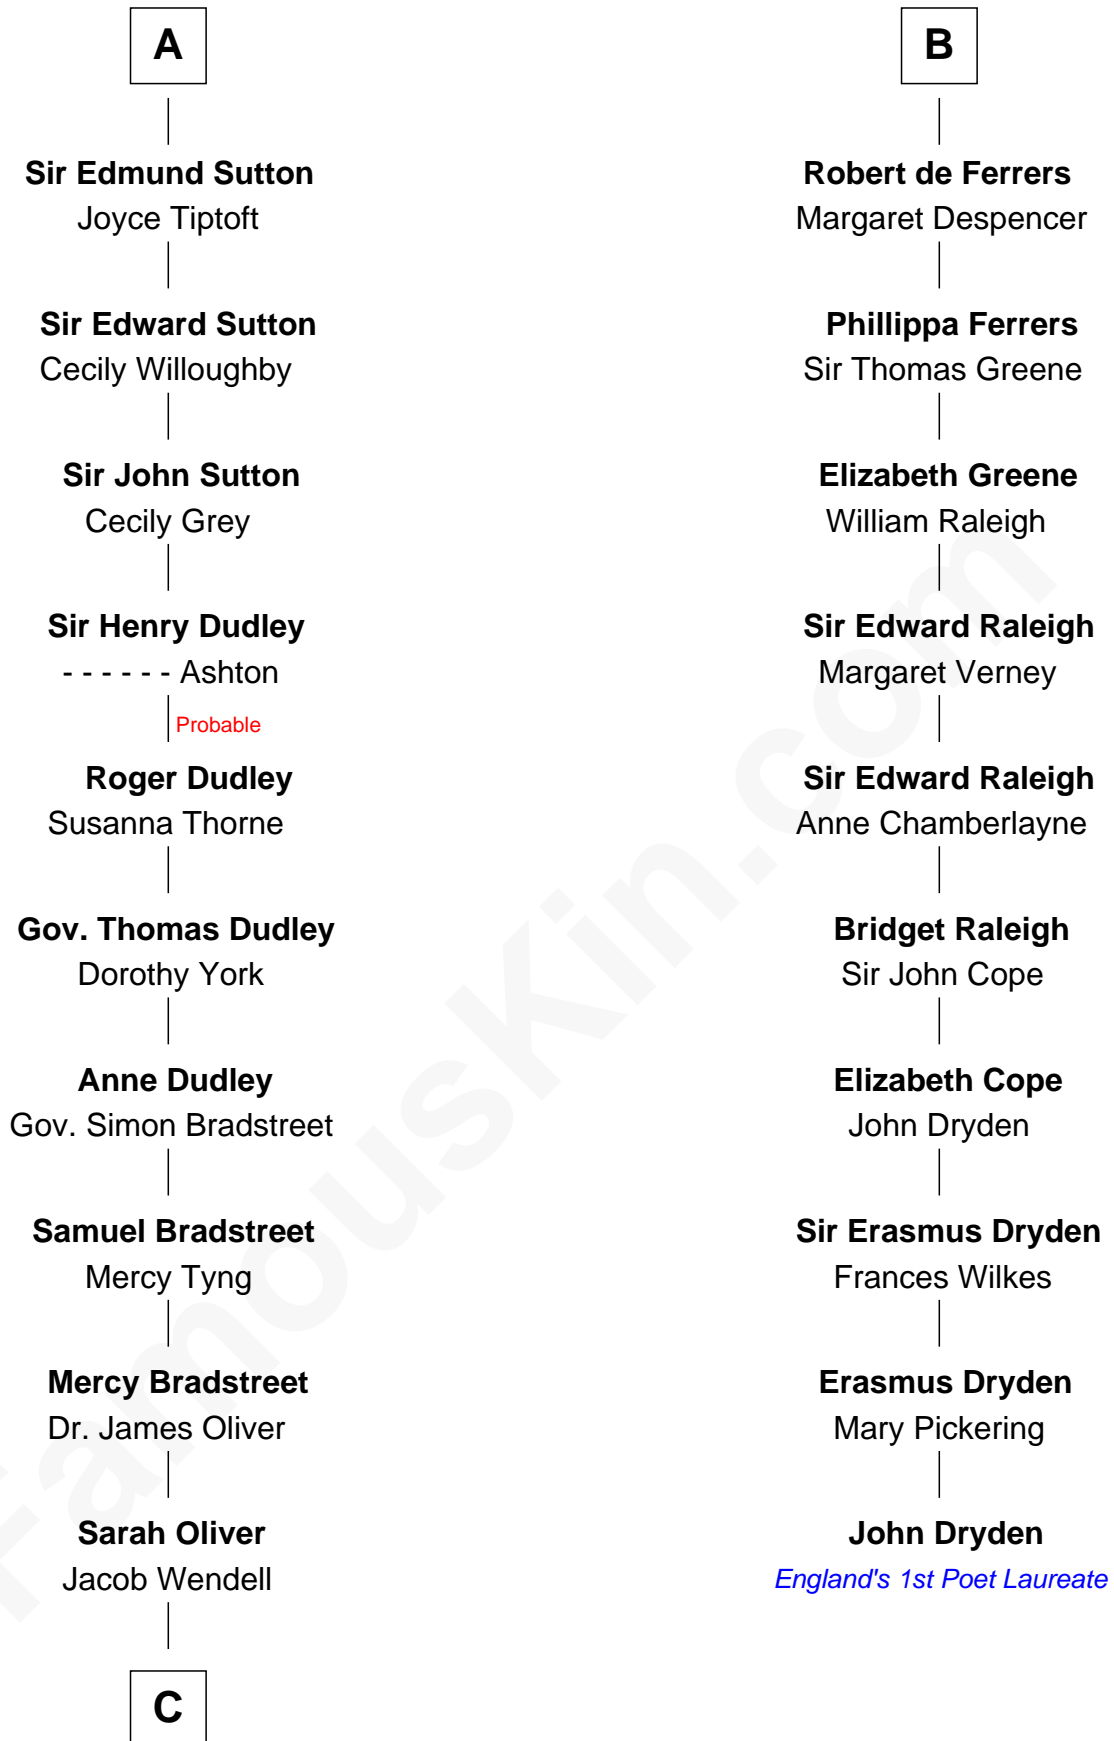 A
Sir Edmund Sutton
Joyce Tiptoft
Sir Edward Sutton
Cecily Willoughby
Sir John Sutton
Cecily Grey
Sir Henry Dudley
- - - - - - Ashton
Probable
Roger Dudley
Susanna Thorne
Gov. Thomas Dudley
Dorothy York
Anne Dudley
Gov. Simon Bradstreet
Samuel Bradstreet
Mercy Tyng
Mercy Bradstreet
Dr. James Oliver
Sarah Oliver
Jacob Wendell
C
B
Robert de Ferrers
Margaret Despencer
Phillippa Ferrers
Sir Thomas Greene
Elizabeth Greene
William Raleigh
Sir Edward Raleigh
Margaret Verney
Sir Edward Raleigh
Anne Chamberlayne
Bridget Raleigh
Sir John Cope
Elizabeth Cope
John Dryden
Sir Erasmus Dryden
Frances Wilkes
Erasmus Dryden
Mary Pickering
John Dryden
England's 1st Poet Laureate
FamousKin.com